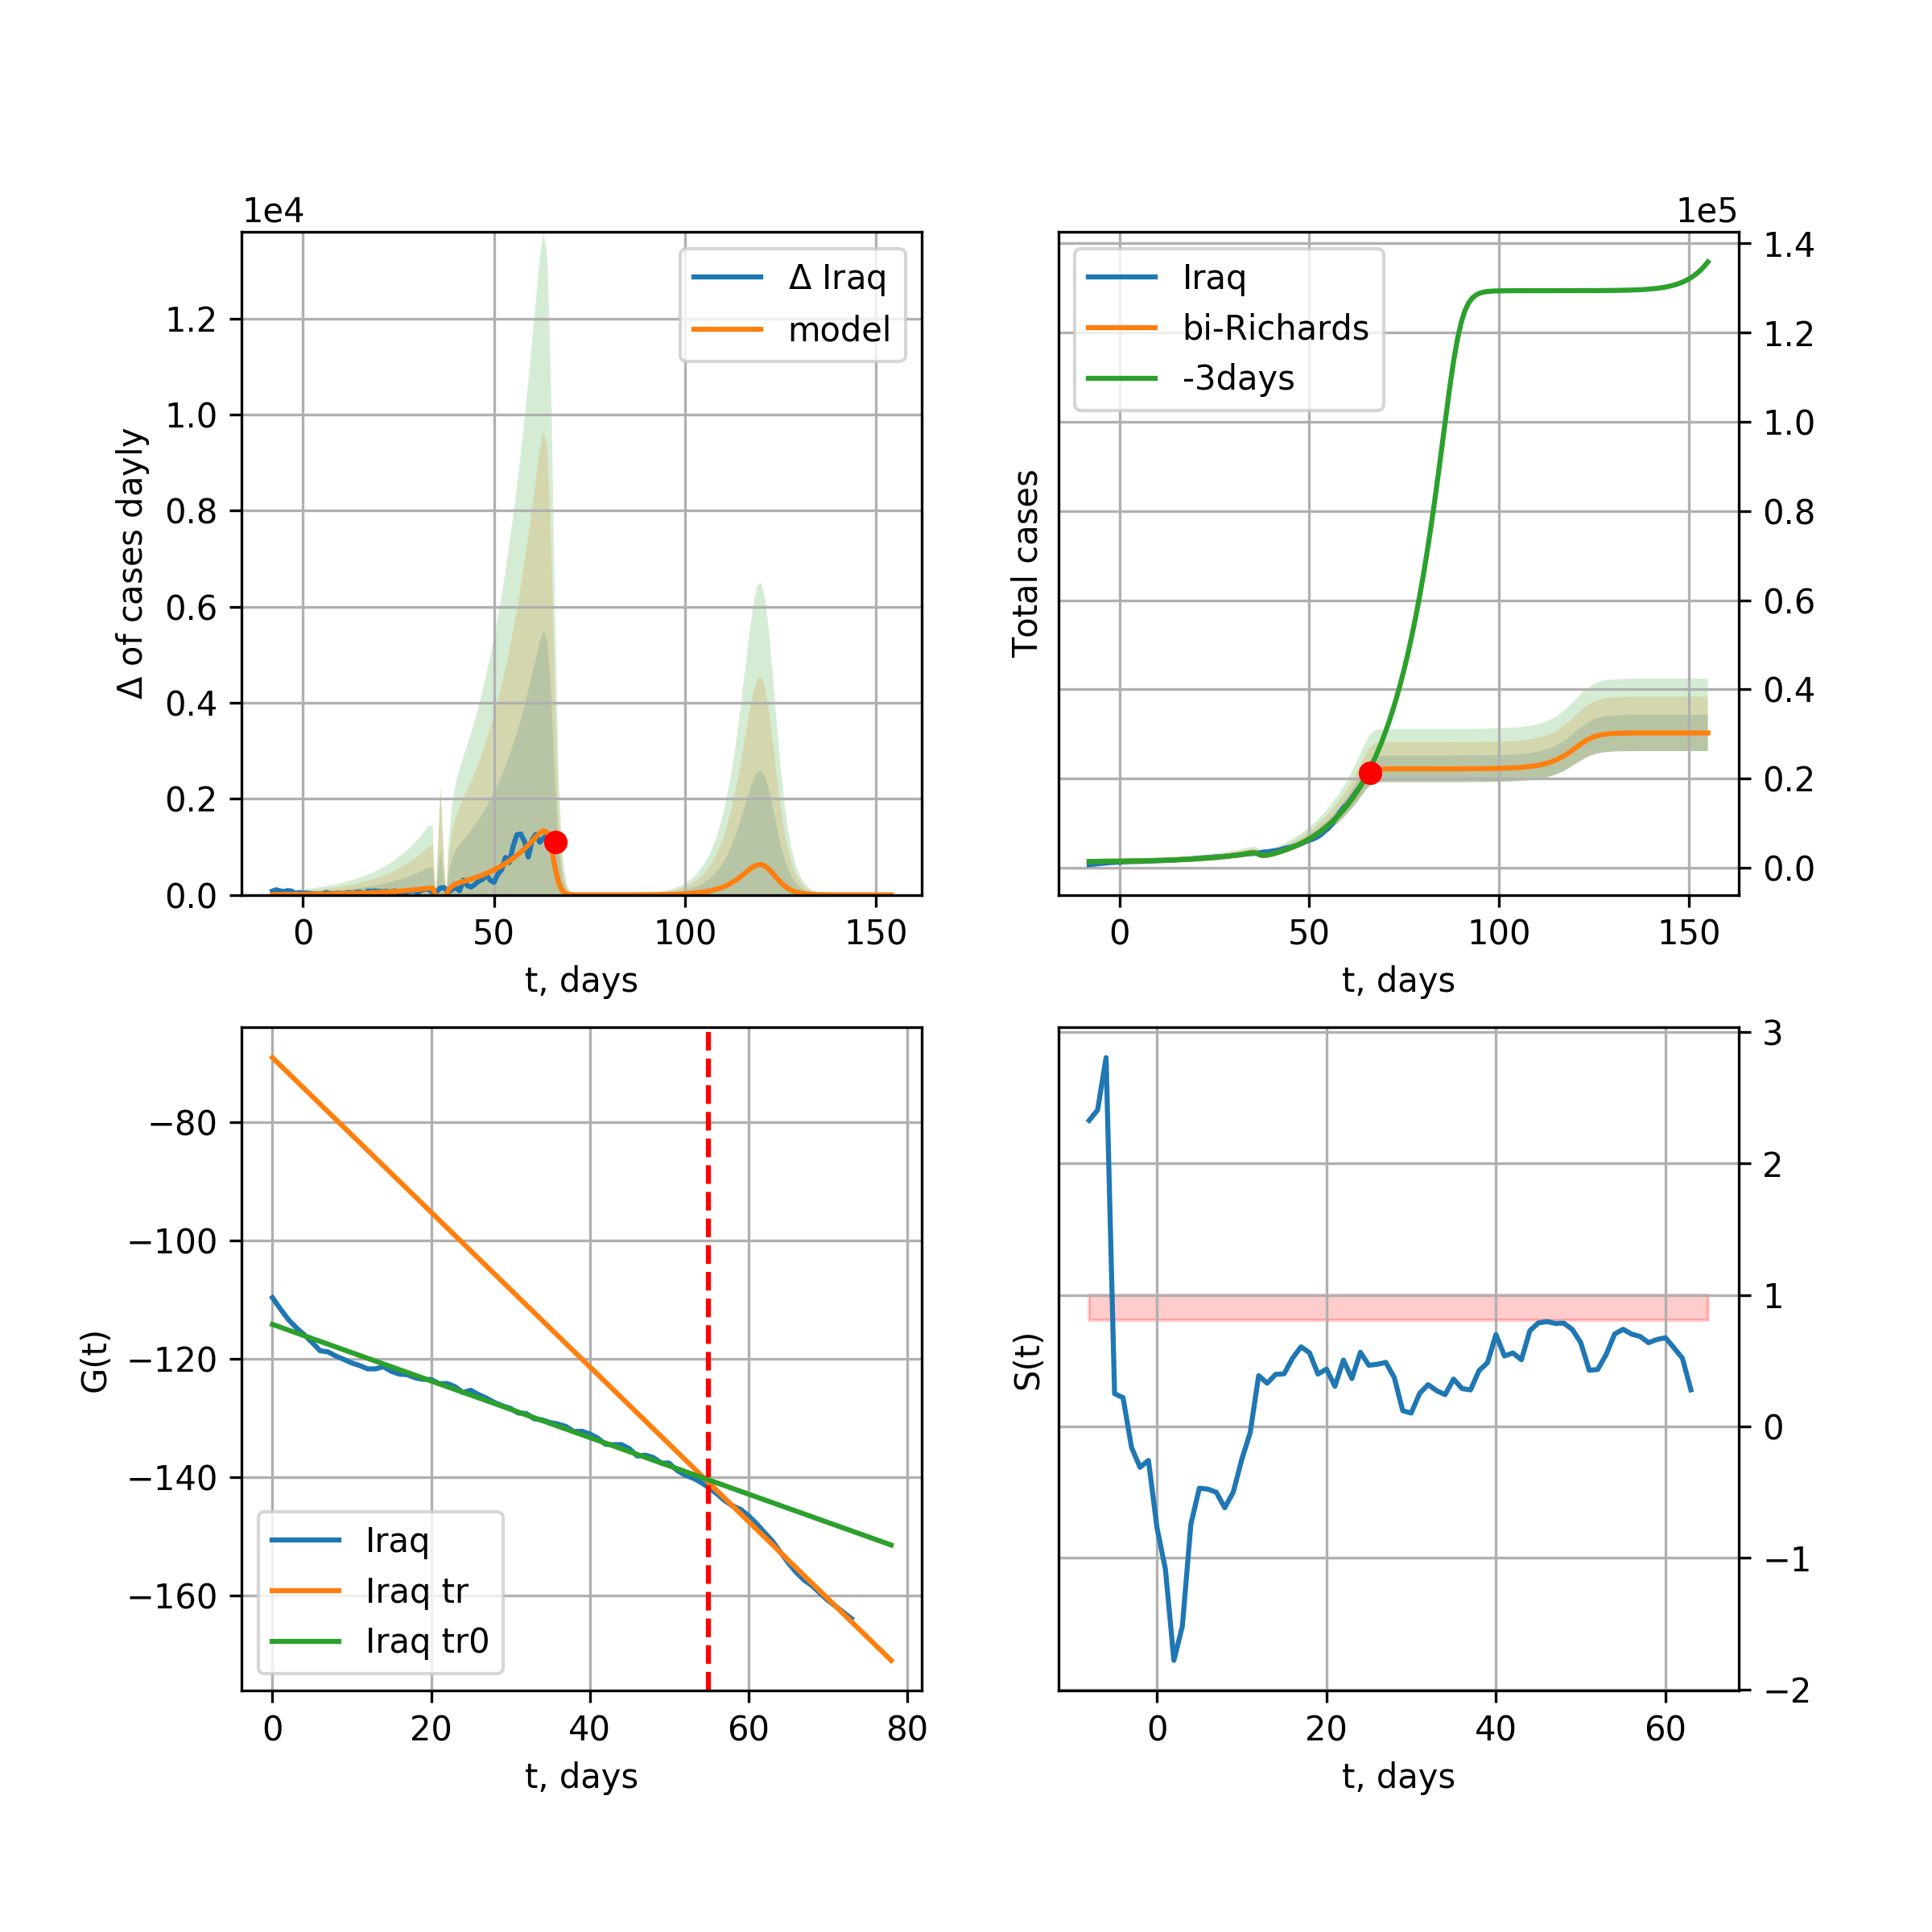 1e4
Δ of cases dayly
1.2
1.0
0.8
0.6
0.4
0.2
0.0
0 50 100 150
t, days
Δ Iraq
model
1e5
Total cases
1.4
1.2
1.0
0.8
0.6
0.4
0.2
0.0
0 50 100 150
t, days
Iraq
bi-Richards
-3days
G(t)
−80
−100
−120
−140
−160
0 20 40 60 80
t, days
Iraq
Iraq tr
Iraq tr0
S(t)
3
2
1
0
−1
−2
0 20 40 60
t, days